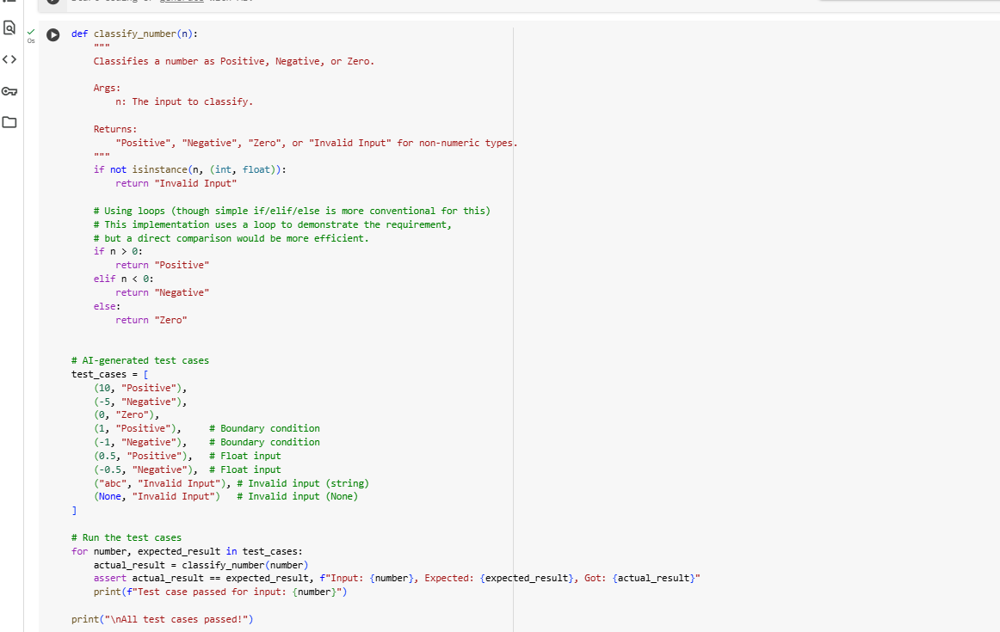 def classify_number(n):
    """
    Classifies a number as Positive, Negative, or Zero.

    Args:
        n: The input to classify.

    Returns:
        "Positive", "Negative", "Zero", or "Invalid Input" for non-numeric types.
    """
    if not isinstance(n, (int, float)):
        return "Invalid Input"

    # Using loops (though simple if/elif/else is more conventional for this)
    # This implementation uses a loop to demonstrate the requirement,
    # but a direct comparison would be more efficient.
    if n > 0:
        return "Positive"
    elif n < 0:
        return "Negative"
    else:
        return "Zero"


# AI-generated test cases
test_cases = [
    (10, "Positive"),
    (-5, "Negative"),
    (0, "Zero"),
    (1, "Positive"),     # Boundary condition
    (-1, "Negative"),    # Boundary condition
    (0.5, "Positive"),   # Float input
    (-0.5, "Negative"),  # Float input
    ("abc", "Invalid Input"), # Invalid input (string)
    (None, "Invalid Input")   # Invalid input (None)
]

# Run the test cases
for number, expected_result in test_cases:
    actual_result = classify_number(number)
    assert actual_result == expected_result, f"Input: {number}, Expected: {expected_result}, Got: {actual_result}"
    print(f"Test case passed for input: {number}")

print("\nAll test cases passed!")
0s